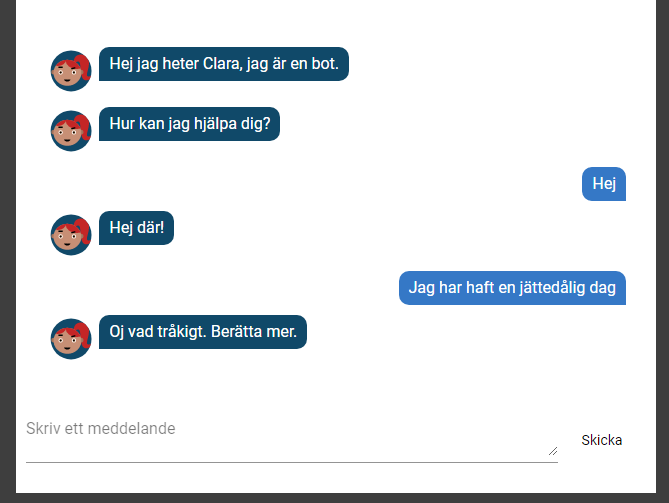 Hej jag heter Clara, jag är en bot.
Hur kan jag hjälpa dig?
Hej
Hej där!
Jag har haft en jättedålig dag
Oj vad tråkigt. Berätta mer.
Skriv ett meddelande
Skicka